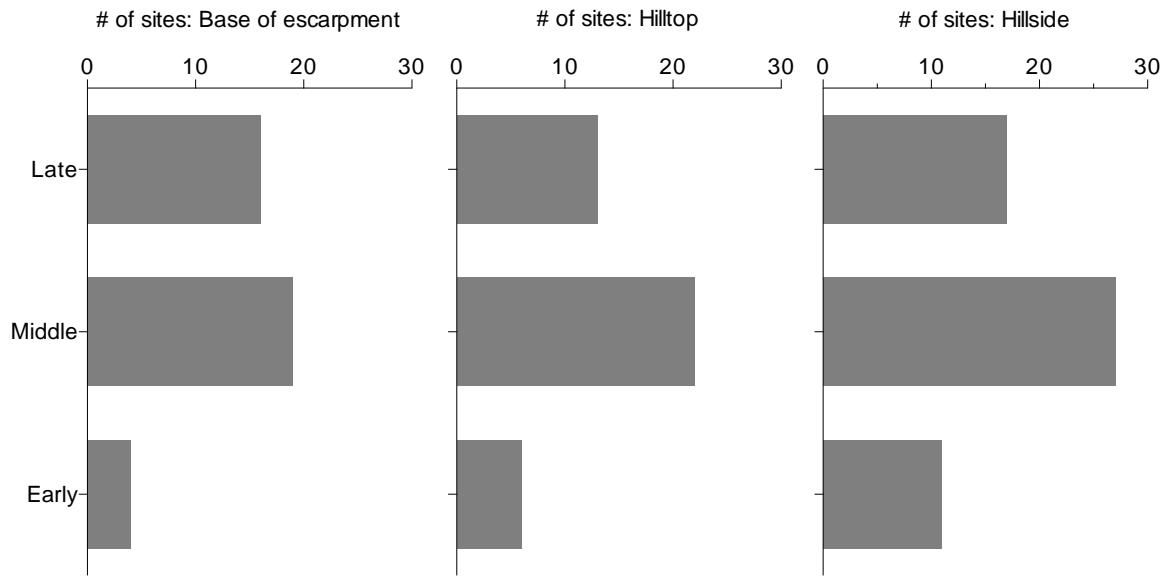 # of sites: Base of escarpment # of sites: Hilltop # of sites: Hillside
0 10 20 30 0 10 20 30 0 10 20 30
Late
Middle
Early